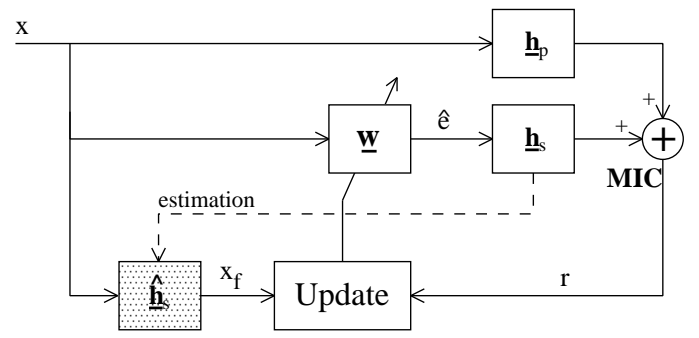 x
h_p
+
w
ê
h_s
+
+
MIC
estimation
ĥ_s
x_f
Update
r